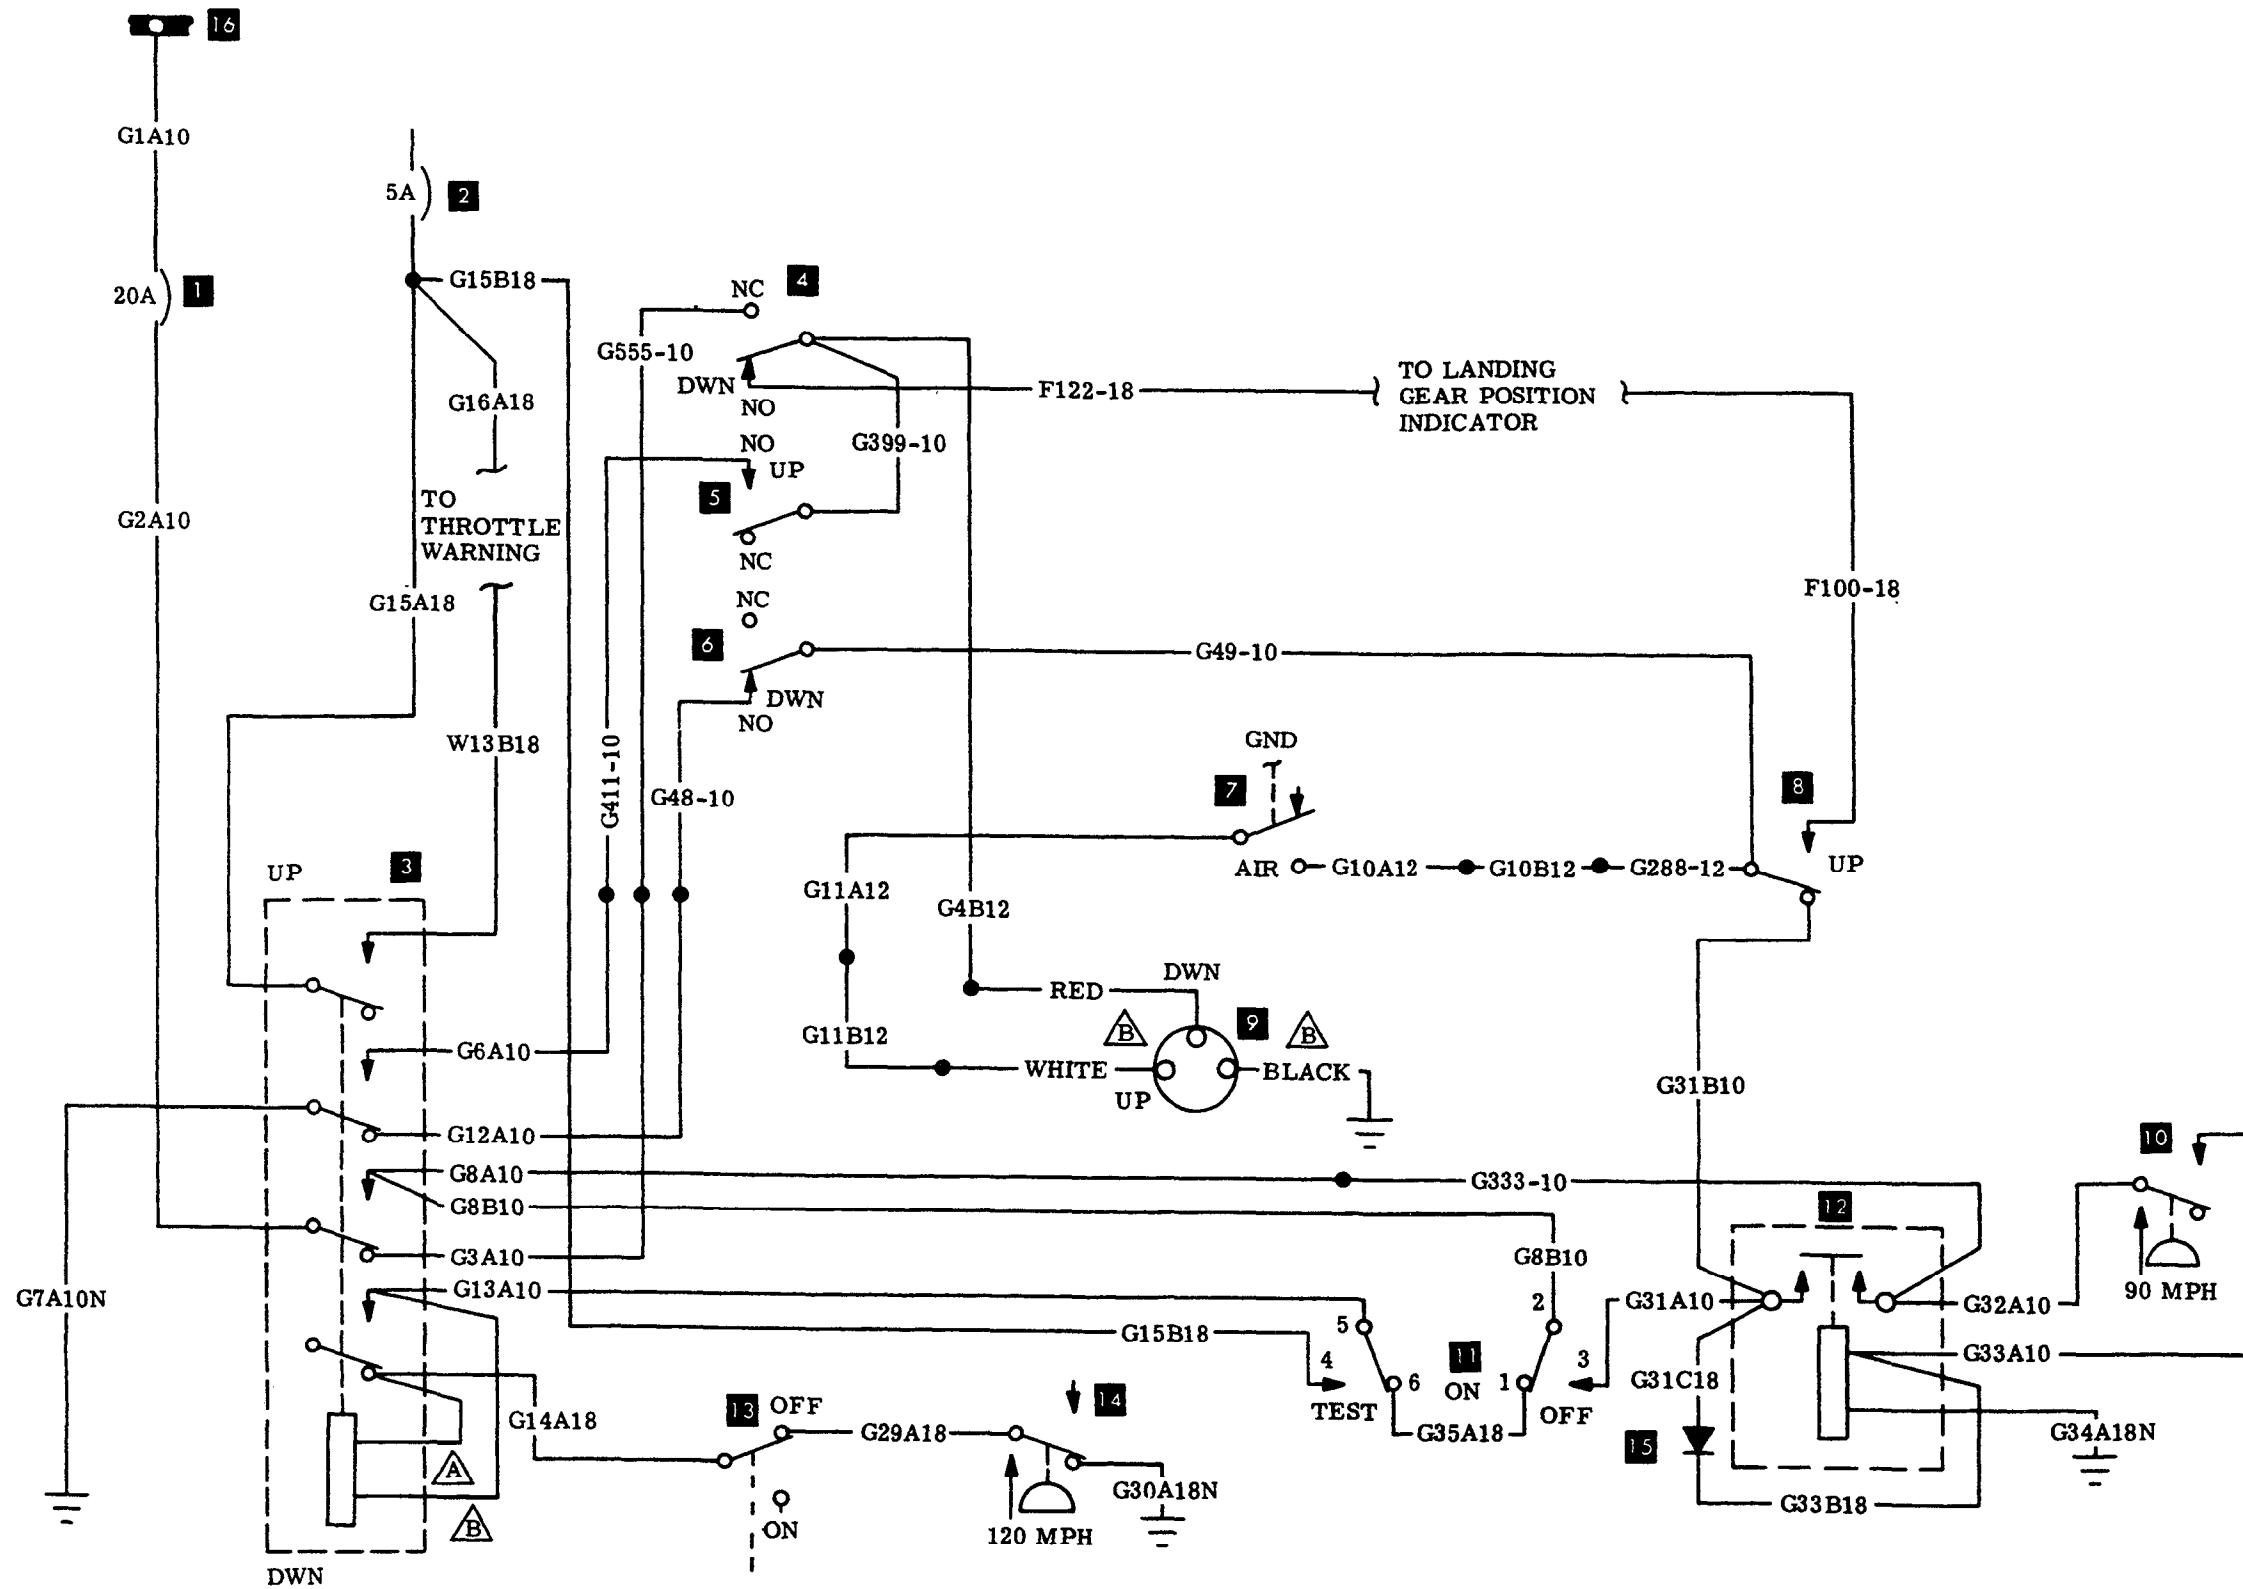 16
G1A10
5A
2
G15B18
20A
1
NC
4
G555-10
DWN
NO
F122-18
TO LANDING
GEAR POSITION
INDICATOR
G16A18
NO
UP
G399-10
5
TO
THROTTLE
WARNING
G2A10
NC
NC
G15A18
F100-18
6
G49-10
DWN
NO
W13B18
GND
G411-10
G48-10
7
8
UP
3
UP
AIR
G10A12
G10B12
G288-12
G11A12
G4B12
DWN
RED
B
9
B
G11B12
G6A10
WHITE
BLACK
UP
G31B10
G12A10
10
G8A10
G333-10
G8B10
12
G3A10
G8B10
G13A10
G7A10N
90 MPH
2
G31A10
G32A10
5
G15B18
G33A10
4
11
3
6
ON
1
G31C18
TEST
OFF
13
OFF
14
G14A18
G29A18
G35A18
15
G34A18N
A
G30A18N
G33B18
B
ON
120 MPH
DWN